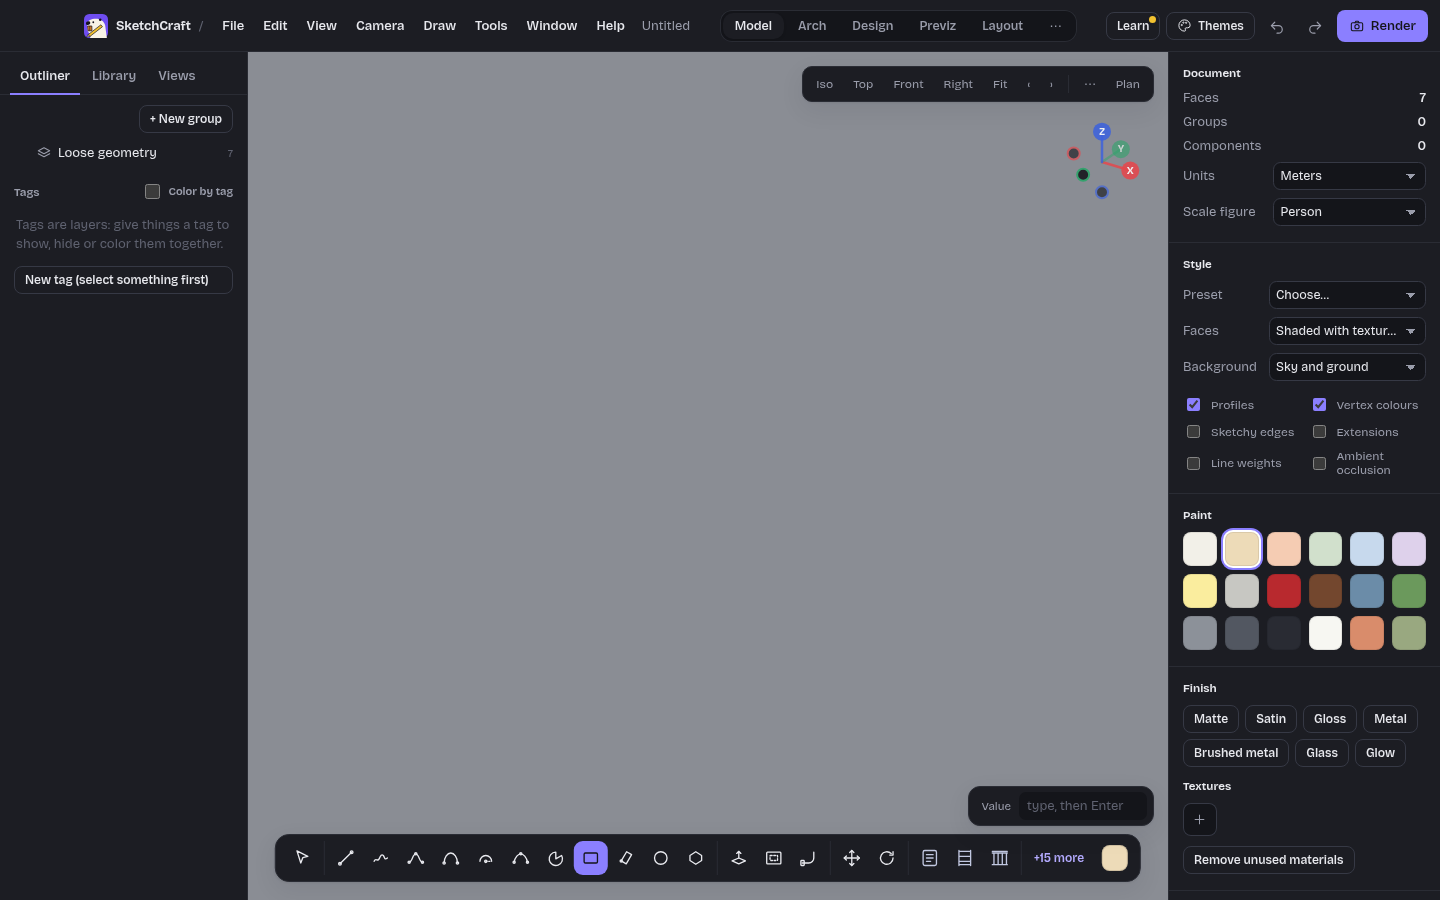 SketchCraft / File Edit View Camera Draw Tools Window Help Untitled Model Arch Design Previz Layout ··· Learn Themes Render
Outliner Library Views
+ New group
Loose geometry 7
Tags Color by tag
Tags are layers: give things a tag to
show, hide or color them together.
New tag (select something first)
Iso Top Front Right Fit ‹ › ··· Plan
Z
Y
X
Value type, then Enter
+15 more
Document
Faces 7
Groups 0
Components 0
Units Meters
Scale figure Person
Style
Preset Choose...
Faces Shaded with textur...
Background Sky and ground
Profiles Vertex colours
Sketchy edges Extensions
Line weights Ambient
occlusion
Paint
Finish
Matte Satin Gloss Metal
Brushed metal Glass Glow
Textures
+
Remove unused materials